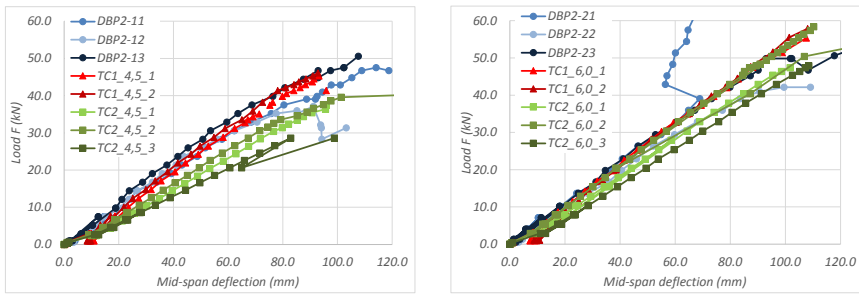 60.0
50.0
40.0
30.0
20.0
10.0
0.0
Load F (kN)
0.0 20.0 40.0 60.0 80.0 100.0 120.0
Mid-span deflection (mm)
DBP2-11
DBP2-12
DBP2-13
TC1_4,5_1
TC1_4,5_2
TC2_4,5_1
TC2_4,5_2
TC2_4,5_3
60.0
50.0
40.0
30.0
20.0
10.0
0.0
Load F (kN)
0.0 20.0 40.0 60.0 80.0 100.0 120.0
Mid-span deflection (mm)
DBP2-21
DBP2-22
DBP2-23
TC1_6,0_1
TC1_6,0_2
TC2_6,0_1
TC2_6,0_2
TC2_6,0_3